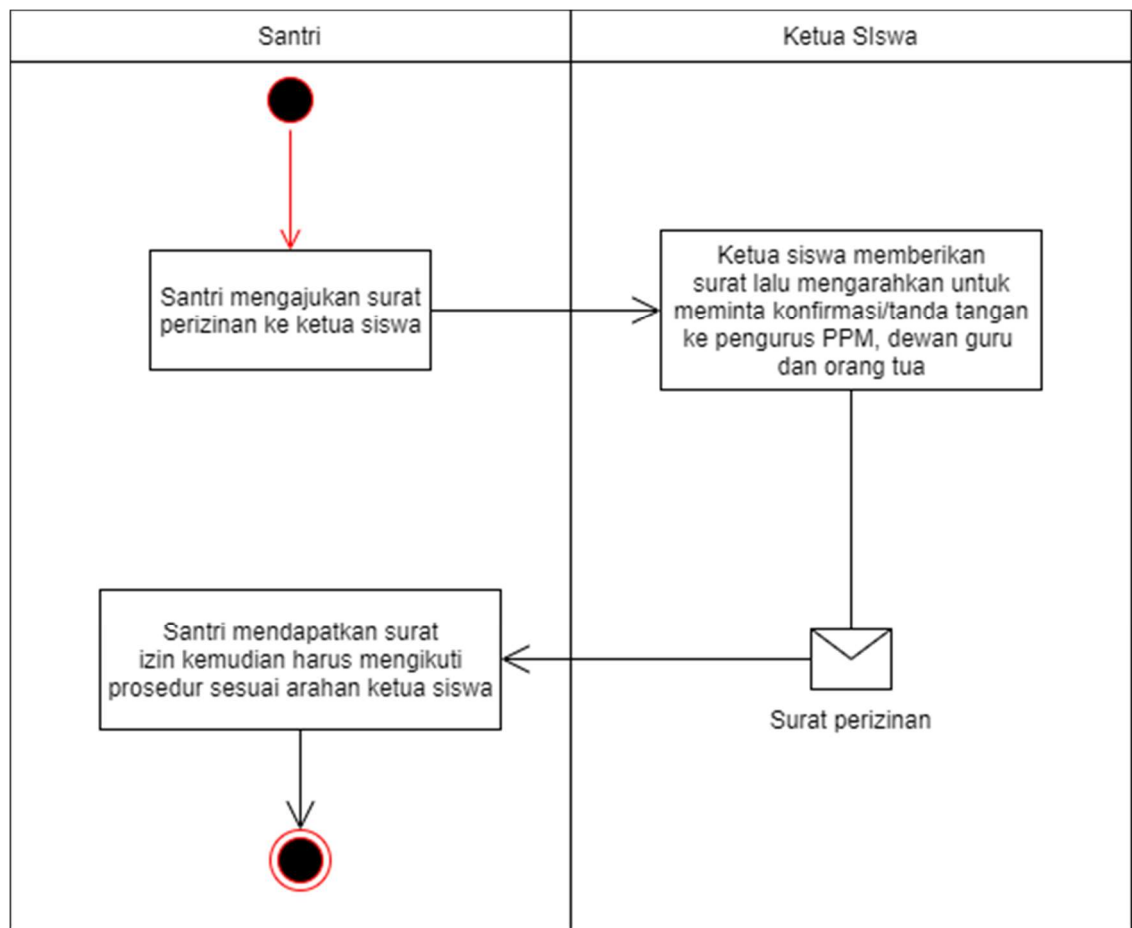 Santri
Ketua SIswa
Santri mengajukan surat
perizinan ke ketua siswa
Ketua siswa memberikan
surat lalu mengarahkan untuk
meminta konfirmasi/tanda tangan
ke pengurus PPM, dewan guru
dan orang tua
Santri mendapatkan surat
izin kemudian harus mengikuti
prosedur sesuai arahan ketua siswa
Surat perizinan